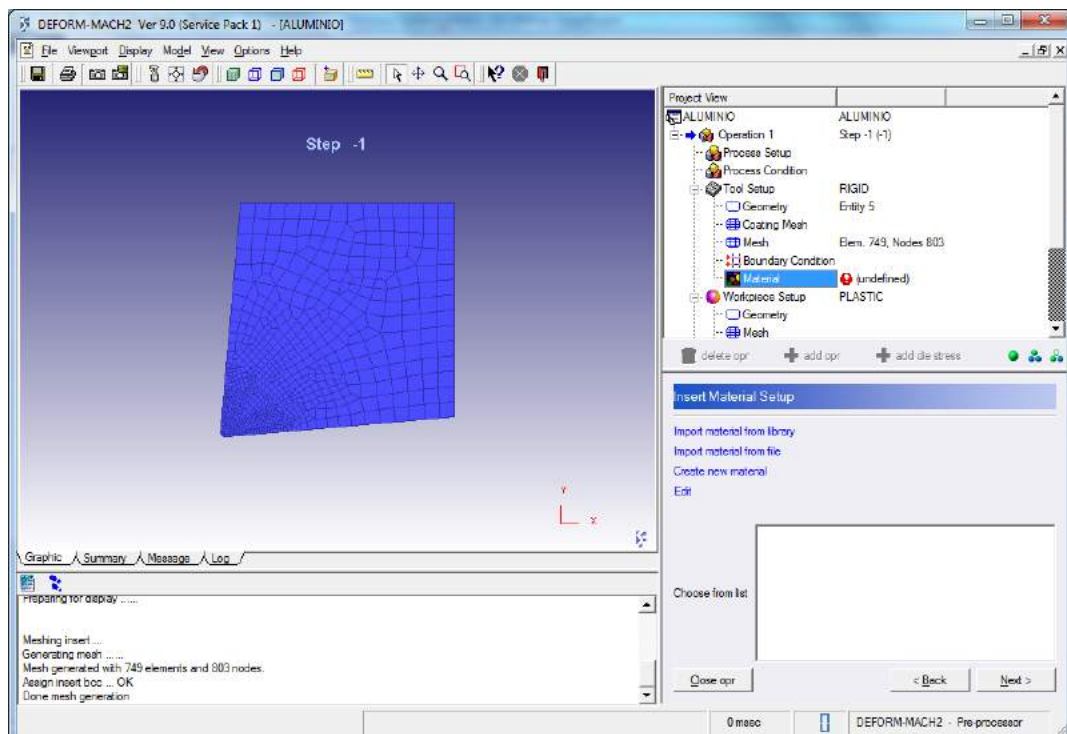 DEFORM-MACH2 Ver 9.0 (Service Pack 1) - [ALUMINIO]
File Viewport Display Model View Options Help
Step -1
Y
X
Graphic Summary Message Log
Preparing for display ......
Meshing insert ...
Generating mesh ......
Mesh generated with 749 elements and 803 nodes.
Assign insert bcc ... OK
Done mesh generation
Project View
ALUMINIO ALUMINIO
Operation 1 Step -1 (-1)
Process Setup
Process Condition
Tool Setup RIGID
Geometry Entity 5
Coating Mesh
Mesh Elem. 749, Nodes 803
Boundary Condition
Material (undefined)
Workpiece Setup PLASTIC
Geometry
Mesh
delete opr add opr add die stress
Insert Material Setup
Import material from library
Import material from file
Create new material
Edit
Choose from list
Close opr < Back Next >
0 msec DEFORM-MACH2 - Pre-processor